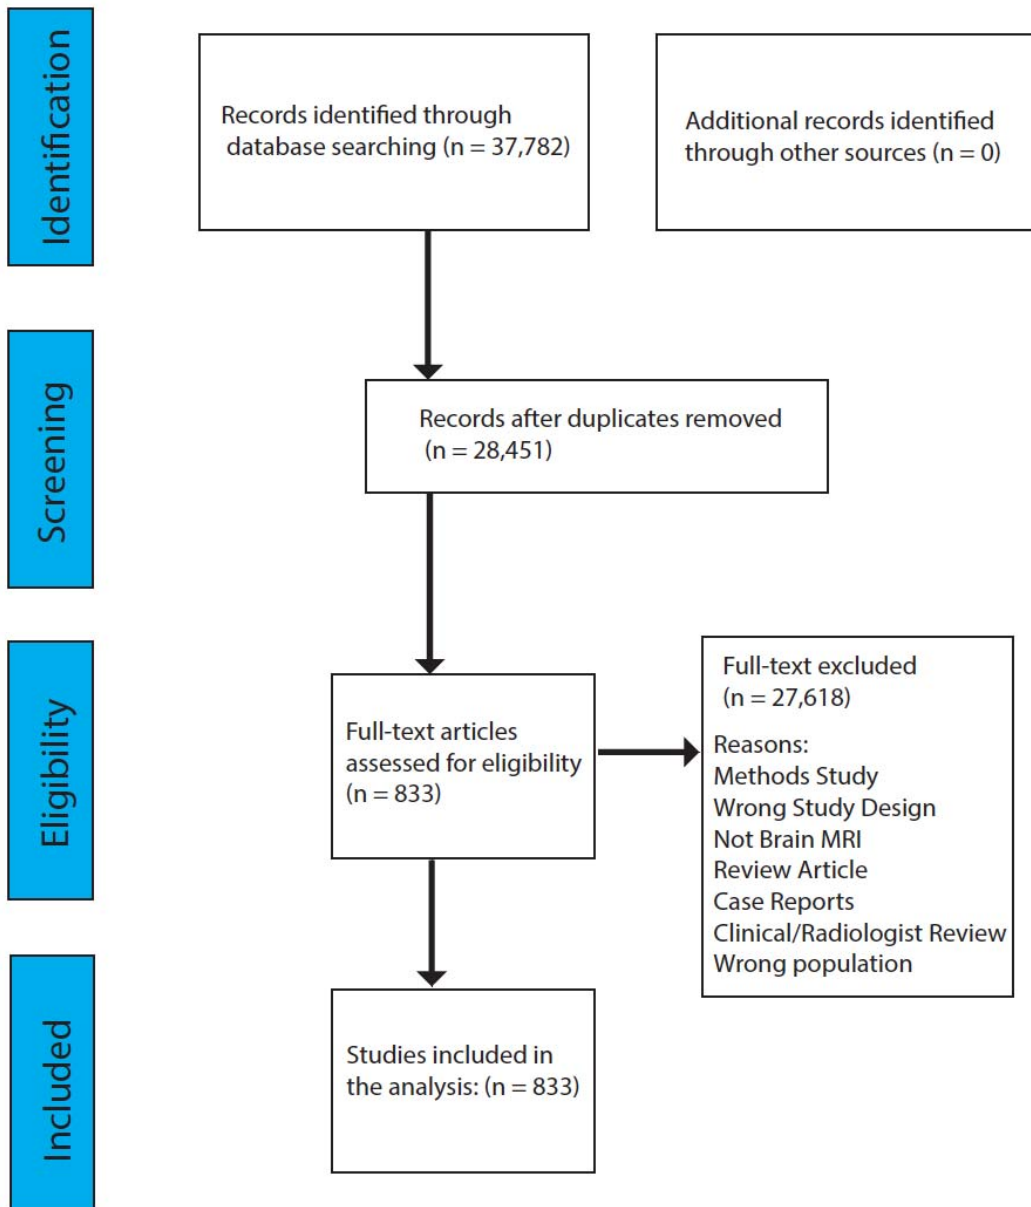 Identification
Records identified through
database searching (n = 37,782)
Additional records identified
through other sources (n = 0)
Screening
Records after duplicates removed
(n = 28,451)
Eligibility
Full-text articles
assessed for eligibility
(n = 833)
Full-text excluded
(n = 27,618)
Reasons:
Methods Study
Wrong Study Design
Not Brain MRI
Review Article
Case Reports
Clinical/Radiologist Review
Wrong population
Included
Studies included in
the analysis: (n = 833)